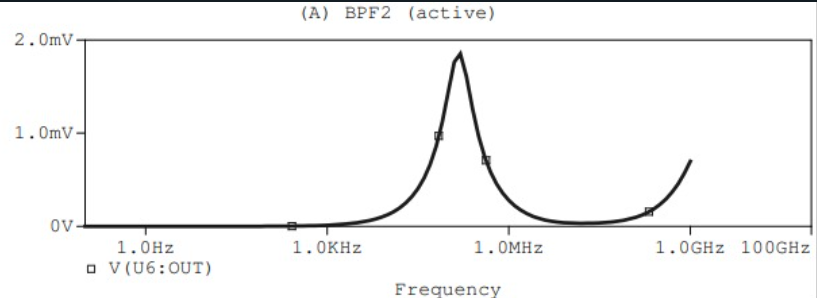 (A) BPF2 (active)
2.0mV
1.0mV
0V
1.0Hz 1.0KHz 1.0MHz 1.0GHz 100GHz
V(U6:OUT)
Frequency